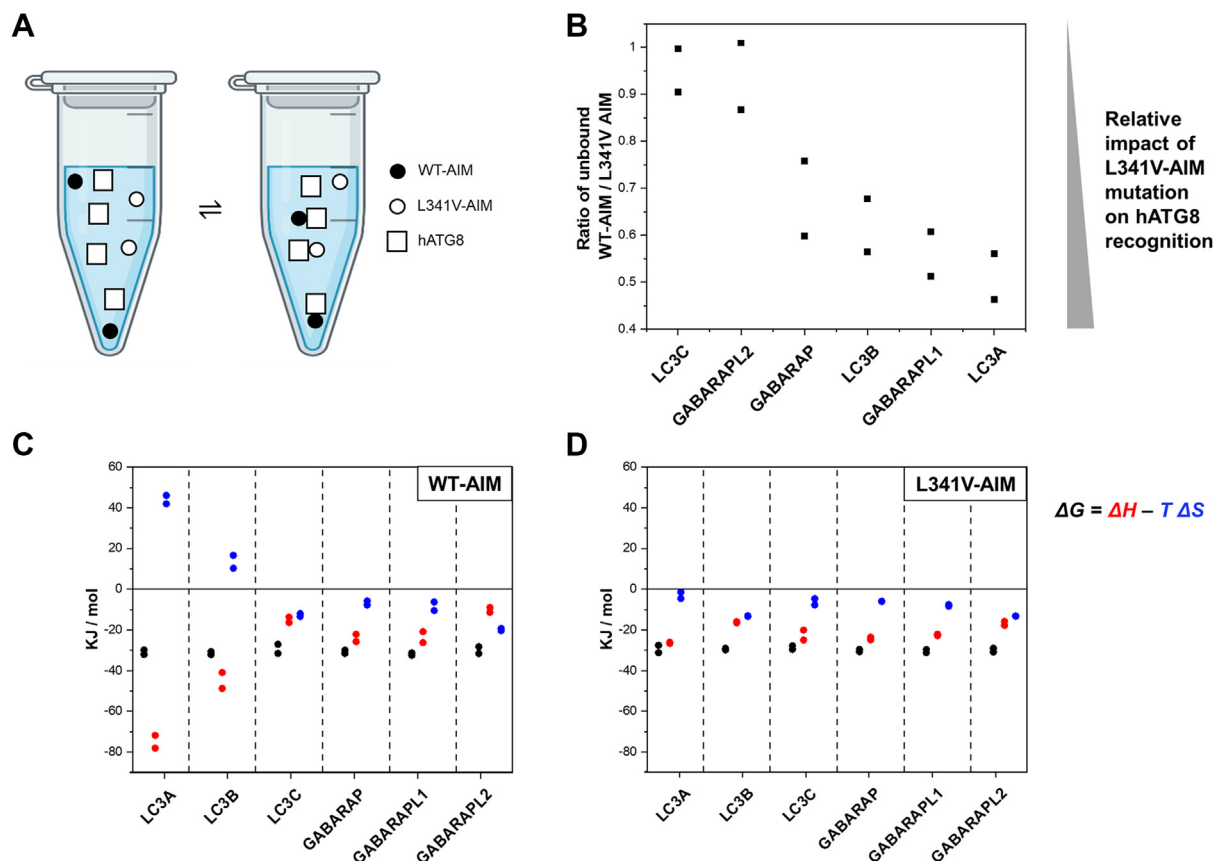 A
WT-AIM
L341V-AIM
hATG8
B
Ratio of unbound
WT-AIM / L341V AIM
1
0.9
0.8
0.7
0.6
0.5
0.4
LC3C
GABARAPL2
GABARAP
LC3B
GABARAPL1
LC3A
Relative
impact of
L341V-AIM
mutation
on hATG8
recognition
C
WT-AIM
KJ / mol
60
40
20
0
-20
-40
-60
-80
LC3A
LC3B
LC3C
GABARAP
GABARAPL1
GABARAPL2
D
L341V-AIM
KJ / mol
60
40
20
0
-20
-40
-60
-80
LC3A
LC3B
LC3C
GABARAP
GABARAPL1
GABARAPL2
ΔG = ΔH – T ΔS